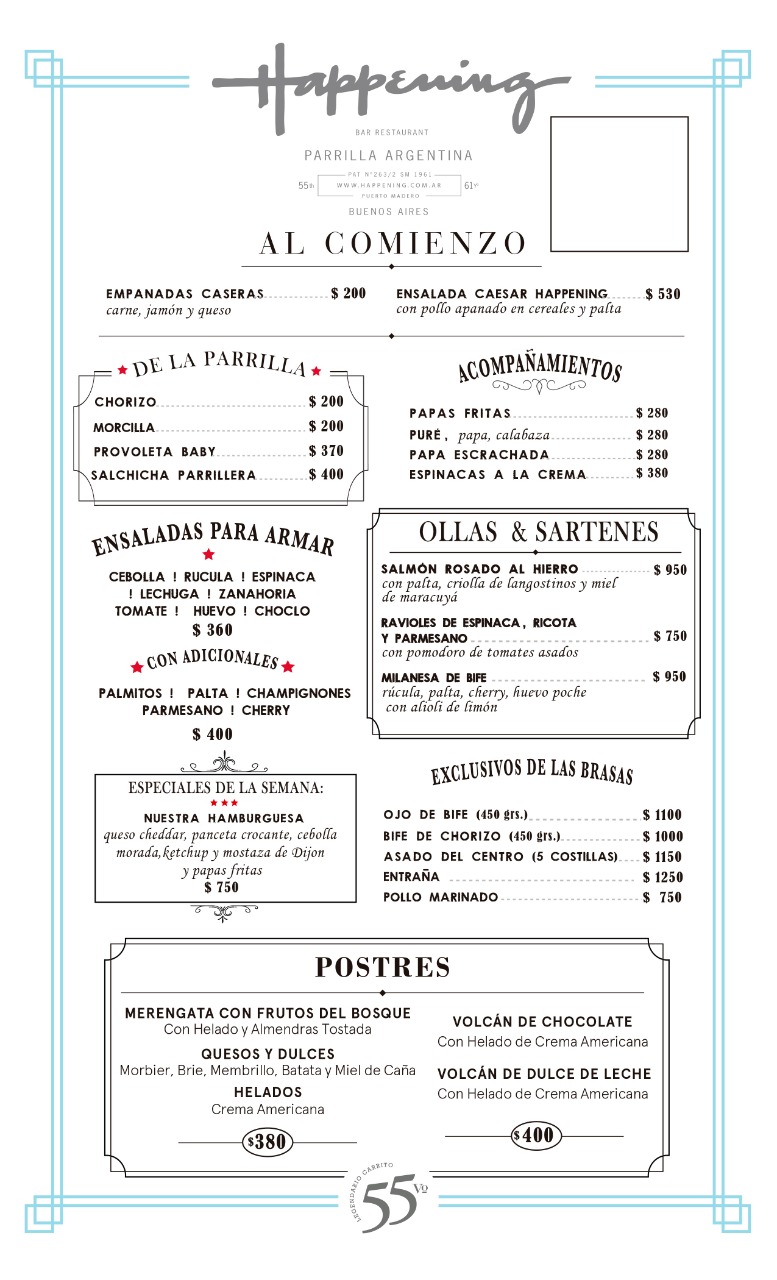 Happening
BAR RESTAURANT
PARRILLA ARGENTINA
PAT Nº263/2 SM 1961
55th WWW.HAPPENING.COM.AR 61vº
PUERTO MADERO
BUENOS AIRES
AL COMIENZO
EMPANADAS CASERAS $ 200
carne, jamón y queso
ENSALADA CAESAR HAPPENING $ 530
con pollo apanado en cereales y palta
DE LA PARRILLA
CHORIZO $ 200
MORCILLA $ 200
PROVOLETA BABY $ 370
SALCHICHA PARRILLERA $ 400
ACOMPAÑAMIENTOS
PAPAS FRITAS $ 280
PURÉ, papa, calabaza $ 280
PAPA ESCRACHADA $ 280
ESPINACAS A LA CREMA $ 380
ENSALADAS PARA ARMAR
CEBOLLA ! RUCULA ! ESPINACA
! LECHUGA ! ZANAHORIA
TOMATE ! HUEVO ! CHOCLO
$ 360
CON ADICIONALES
PALMITOS ! PALTA ! CHAMPIGNONES
PARMESANO ! CHERRY
$ 400
OLLAS & SARTENES
SALMÓN ROSADO AL HIERRO $ 950
con palta, criolla de langostinos y miel
de maracuyá
RAVIOLES DE ESPINACA, RICOTA
Y PARMESANO $ 750
con pomodoro de tomates asados
MILANESA DE BIFE $ 950
rúcula, palta, cherry, huevo poche
con alioli de limón
ESPECIALES DE LA SEMANA:
NUESTRA HAMBURGUESA
queso cheddar, panceta crocante, cebolla
morada,ketchup y mostaza de Dijon
y papas fritas
$ 750
EXCLUSIVOS DE LAS BRASAS
OJO DE BIFE (450 grs.) $ 1100
BIFE DE CHORIZO (450 grs.) $ 1000
ASADO DEL CENTRO (5 COSTILLAS) $ 1150
ENTRAÑA $ 1250
POLLO MARINADO $ 750
POSTRES
MERENGATA CON FRUTOS DEL BOSQUE
Con Helado y Almendras Tostada
QUESOS Y DULCES
Morbier, Brie, Membrillo, Batata y Miel de Caña
HELADOS
Crema Americana
$380
VOLCÁN DE CHOCOLATE
Con Helado de Crema Americana
VOLCÁN DE DULCE DE LECHE
Con Helado de Crema Americana
$400
LEGENDARIO CARRITO
55 Vº